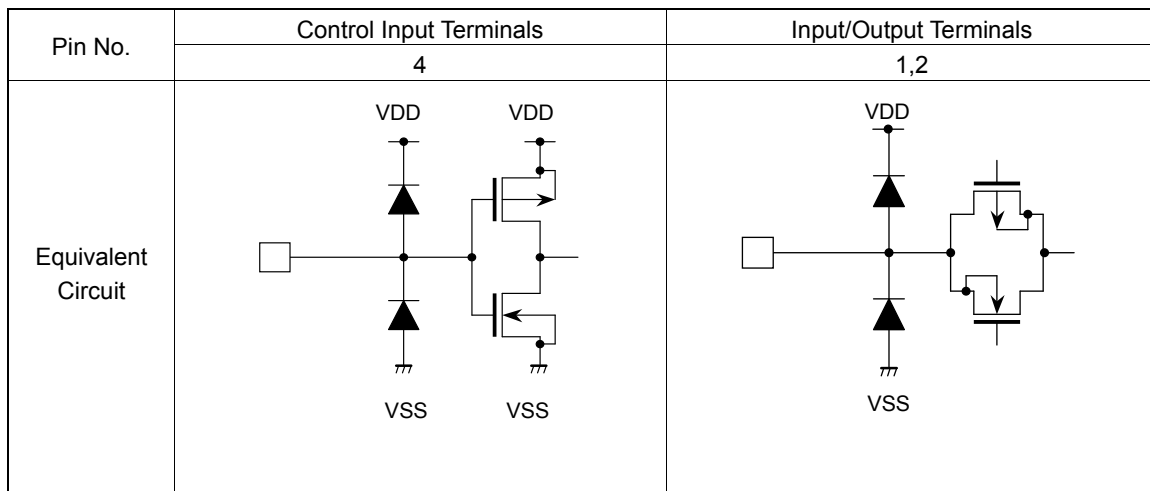 Pin No.
Control Input Terminals
Input/Output Terminals
4
1,2
Equivalent
Circuit
VDD
VDD
VSS
VSS
VDD
VSS